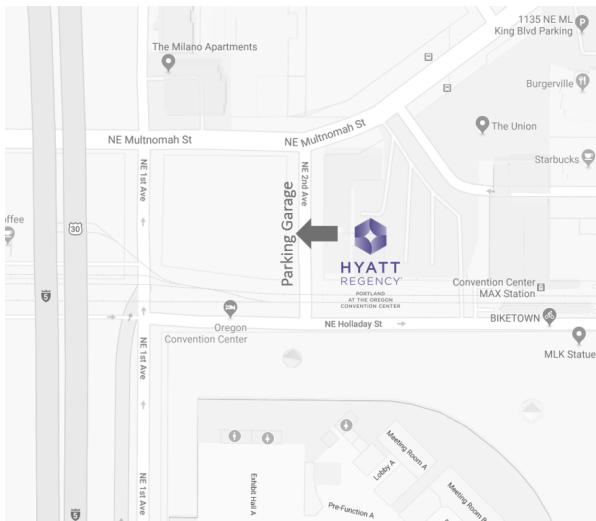 1135 NE ML
King Blvd Parking
P
The Milano Apartments
Burgerville
The Union
NE Multnomah St
NE Multnomah St
Starbucks
NE 1st Ave
NE 2nd Ave
Parking Garage
offee
30
HYATT
REGENCY
PORTLAND
AT THE OREGON
CONVENTION CENTER
Convention Center
MAX Station
5
BIKETOWN
Oregon
Convention Center
NE Holladay St
MLK Statue
NE 1st Ave
Meeting Room A
Lobby A
Exhibit Hall A
NE 1st Ave
Meeting Room
Pre-Function A
5